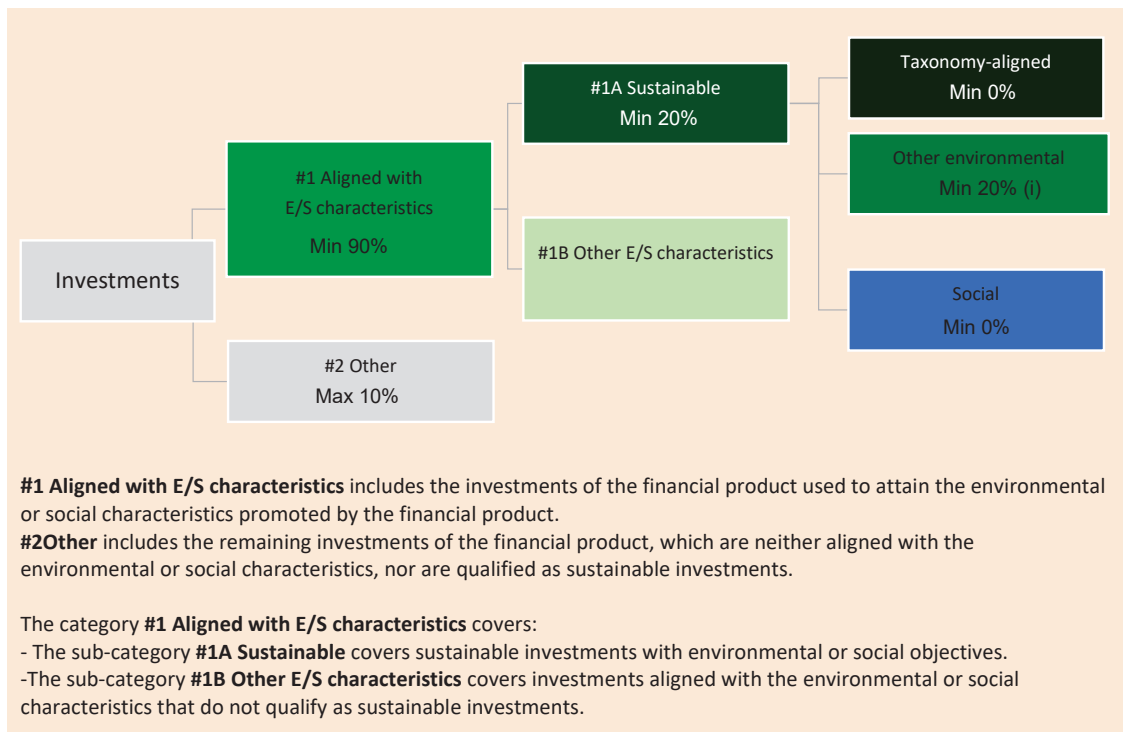 Taxonomy-aligned
Min 0%
#1A Sustainable
Min 20%
Other environmental
Min 20% (i)
#1 Aligned with
E/S characteristics
Min 90%
#1B Other E/S characteristics
Investments
Social
Min 0%
#2 Other
Max 10%
#1 Aligned with E/S characteristics includes the investments of the financial product used to attain the environmental
or social characteristics promoted by the financial product.
#2Other includes the remaining investments of the financial product, which are neither aligned with the
environmental or social characteristics, nor are qualified as sustainable investments.
The category #1 Aligned with E/S characteristics covers:
- The sub-category #1A Sustainable covers sustainable investments with environmental or social objectives.
-The sub-category #1B Other E/S characteristics covers investments aligned with the environmental or social
characteristics that do not qualify as sustainable investments.